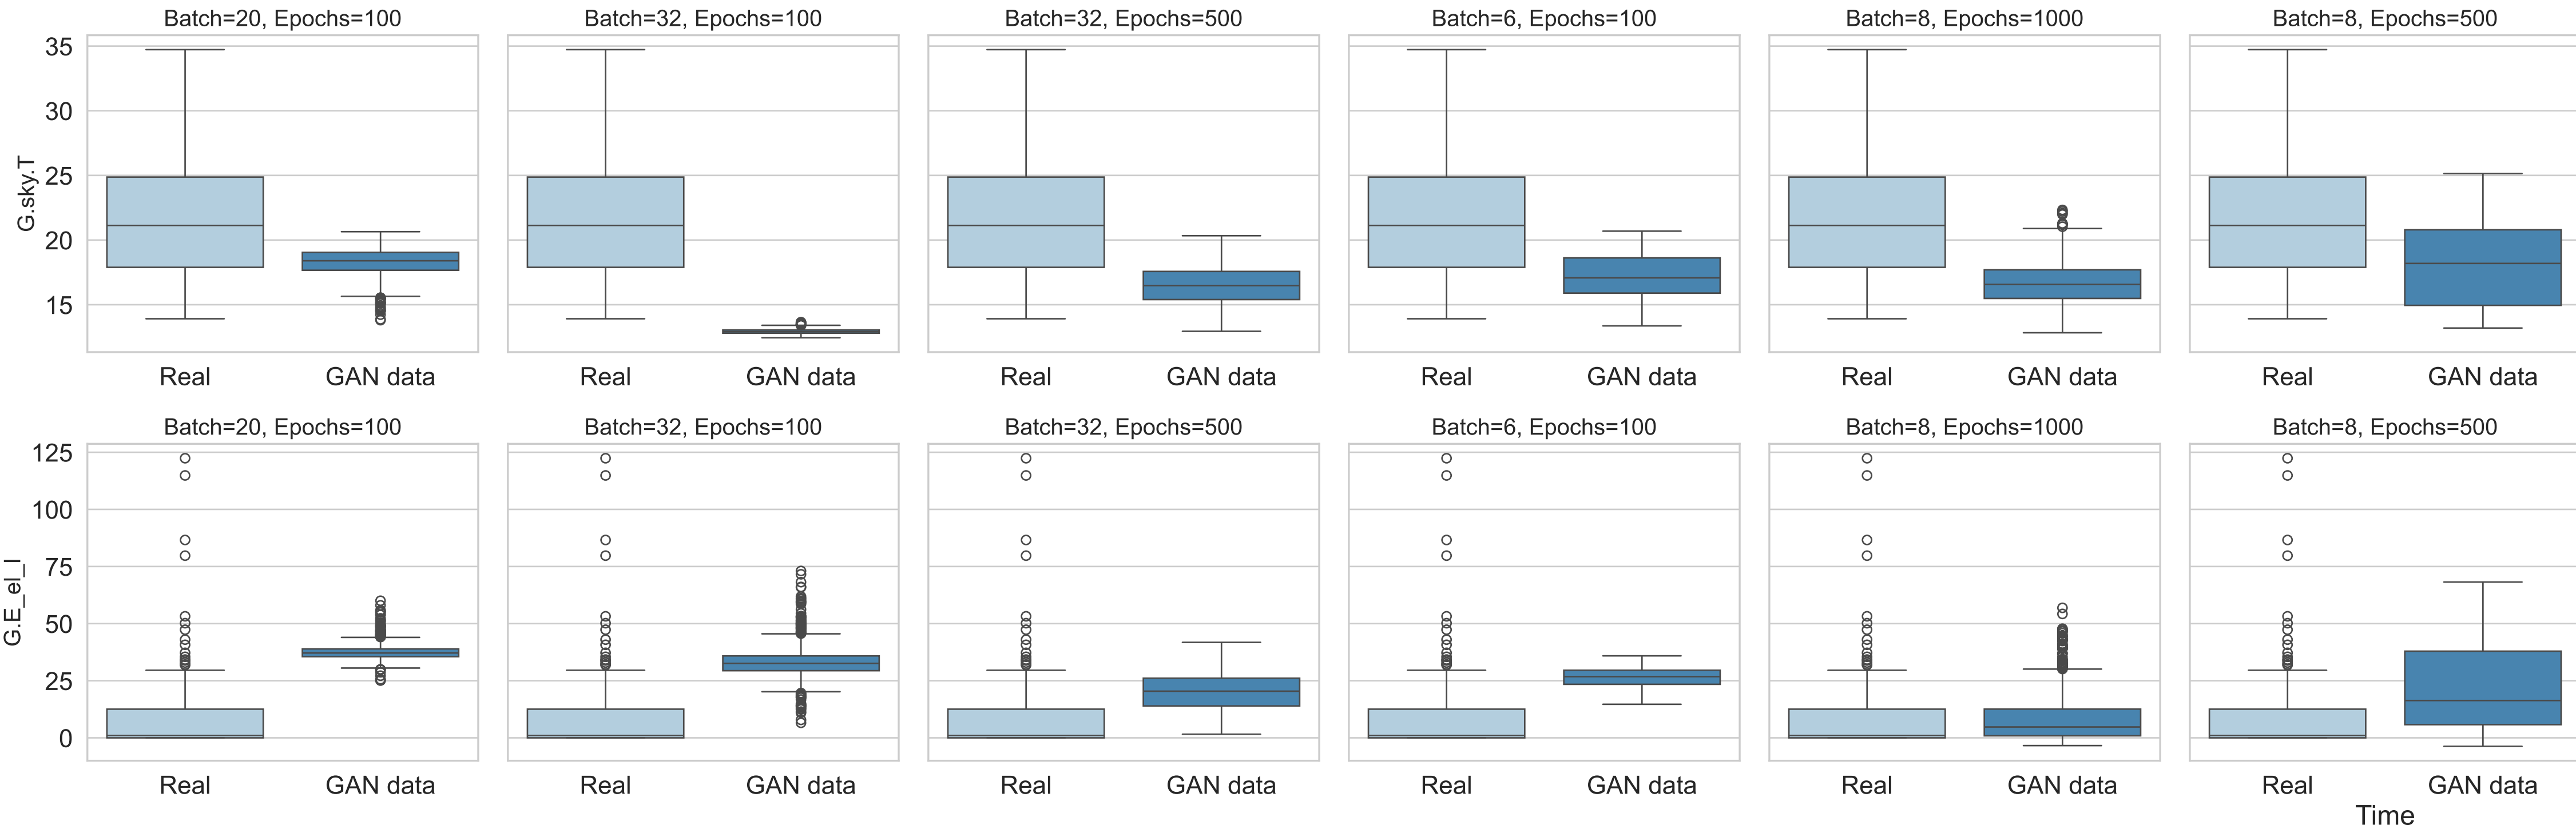 Batch=20, Epochs=100 Batch=32, Epochs=100 Batch=32, Epochs=500 Batch=6, Epochs=100 Batch=8, Epochs=1000 Batch=8, Epochs=500
35
30
25
20
15
G.sky.T
Real GAN data Real GAN data Real GAN data Real GAN data Real GAN data Real GAN data
Batch=20, Epochs=100 Batch=32, Epochs=100 Batch=32, Epochs=500 Batch=6, Epochs=100 Batch=8, Epochs=1000 Batch=8, Epochs=500
125
100
75
50
25
0
G.E_el_I
Real GAN data Real GAN data Real GAN data Real GAN data Real GAN data Real GAN data
Time